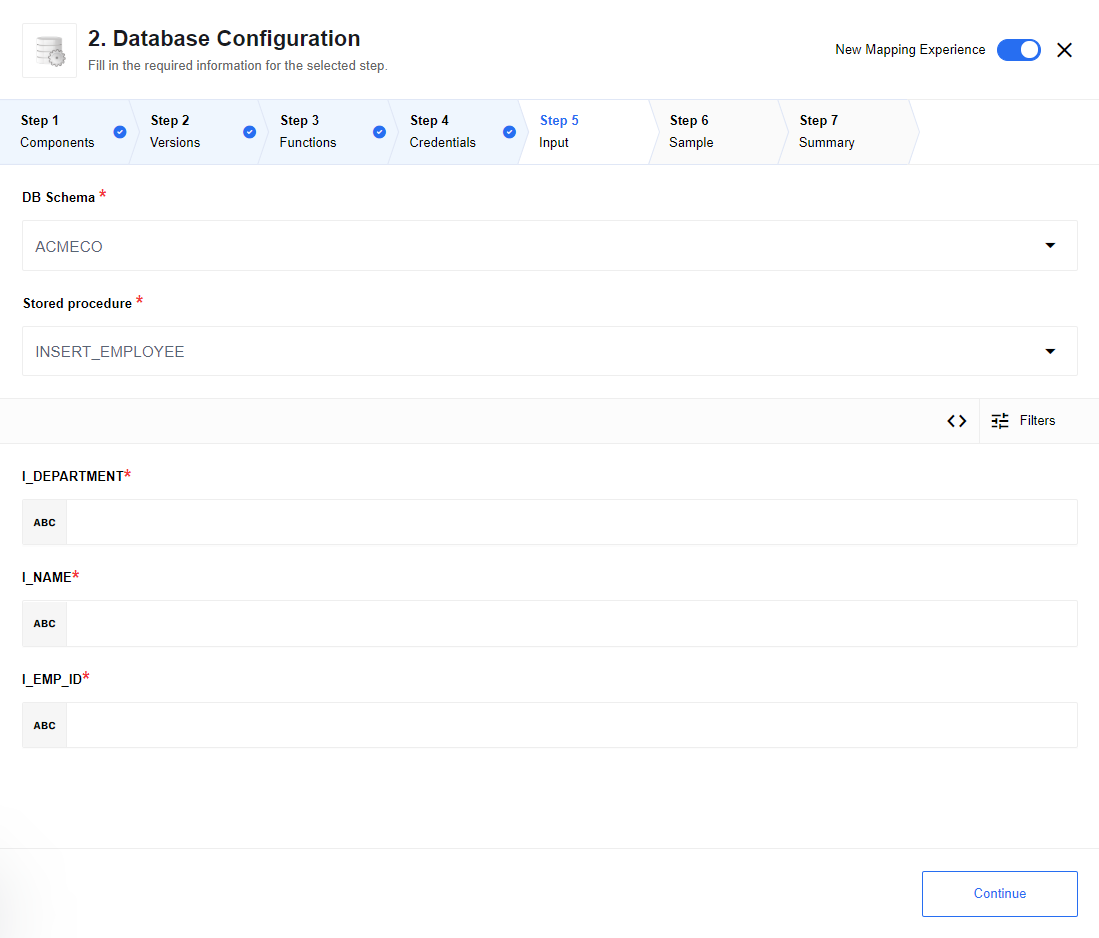 2. Database Configuration
Fill in the required information for the selected step.
New Mapping Experience
Step 1
Components
Step 2
Versions
Step 3
Functions
Step 4
Credentials
Step 5
Input
Step 6
Sample
Step 7
Summary
DB Schema *
ACMECO
Stored procedure *
INSERT_EMPLOYEE
Filters
I_DEPARTMENT*
ABC
I_NAME*
ABC
I_EMP_ID*
ABC
Continue